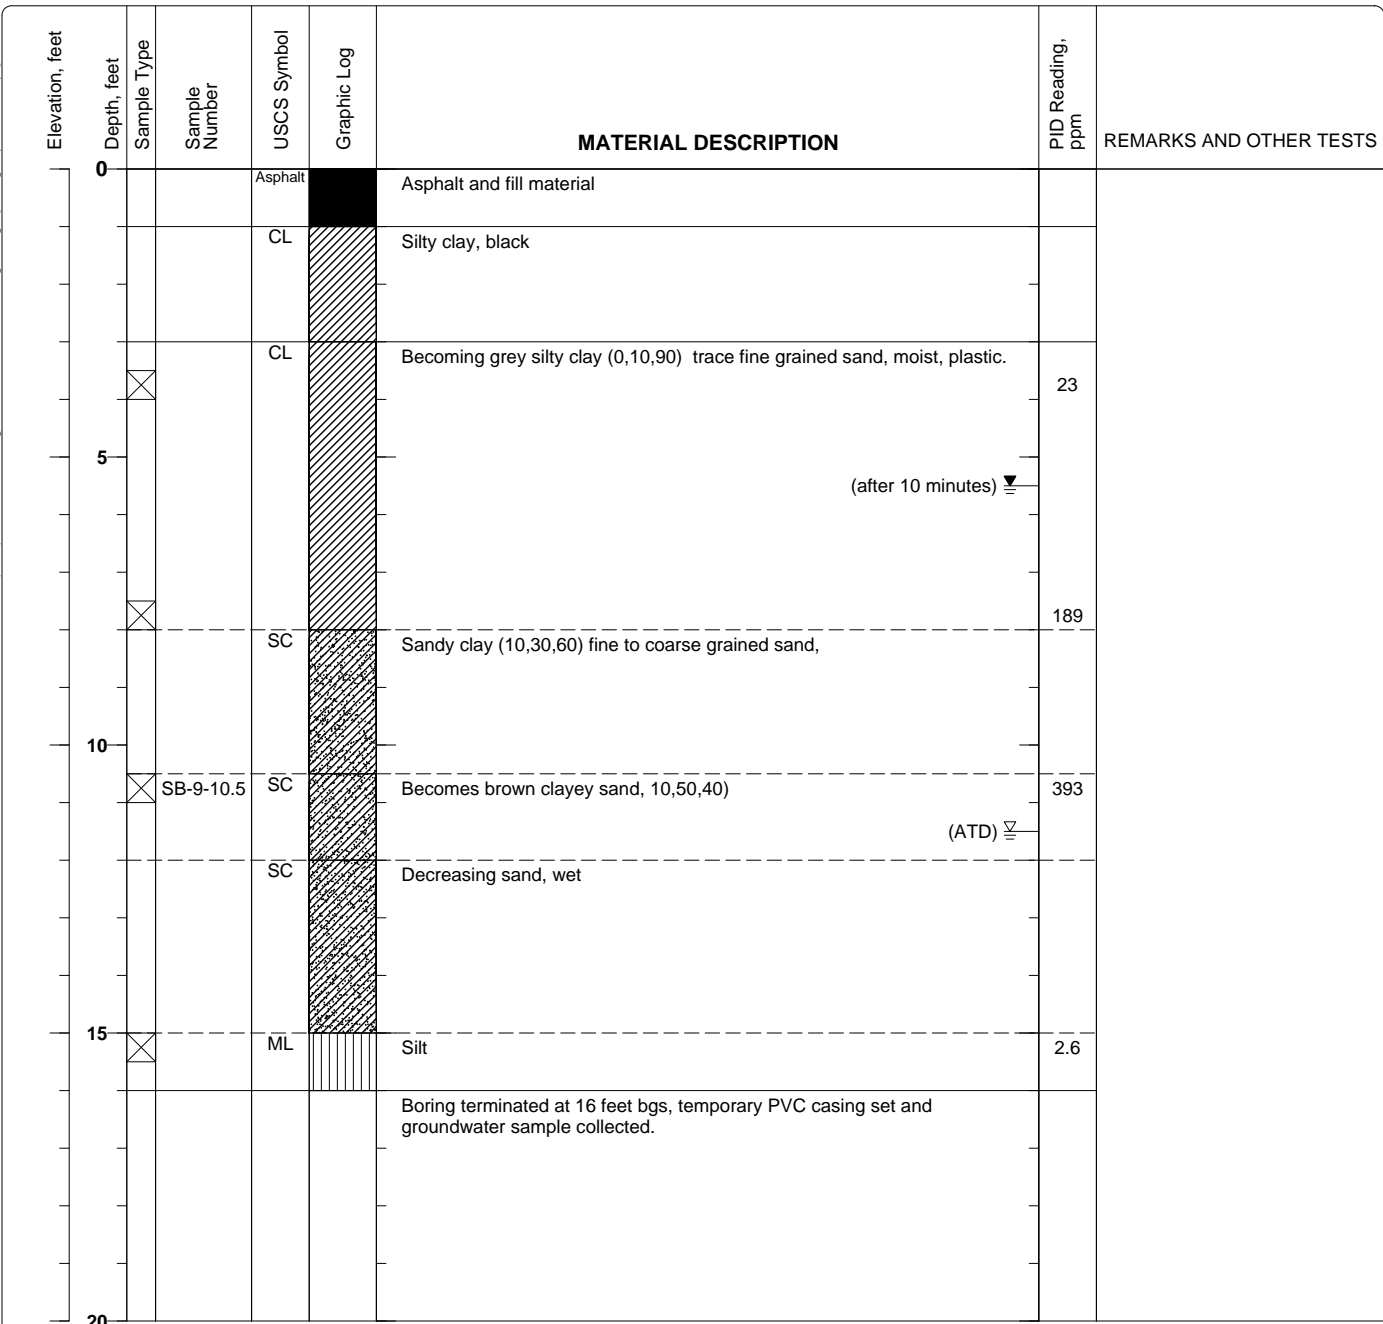 Elevation, feet
Depth, feet
Sample Type
Sample
Number
USCS Symbol
Graphic Log
MATERIAL DESCRIPTION
PID Reading,
ppm
REMARKS AND OTHER TESTS
0
Asphalt
Asphalt and fill material
CL
Silty clay, black
CL
Becoming grey silty clay (0,10,90) trace fine grained sand, moist, plastic.
23
5
(after 10 minutes)
189
SC
Sandy clay (10,30,60) fine to coarse grained sand,
10
SB-9-10.5
SC
Becomes brown clayey sand, 10,50,40)
393
(ATD)
SC
Decreasing sand, wet
15
ML
Silt
2.6
Boring terminated at 16 feet bgs, temporary PVC casing set and
groundwater sample collected.
20